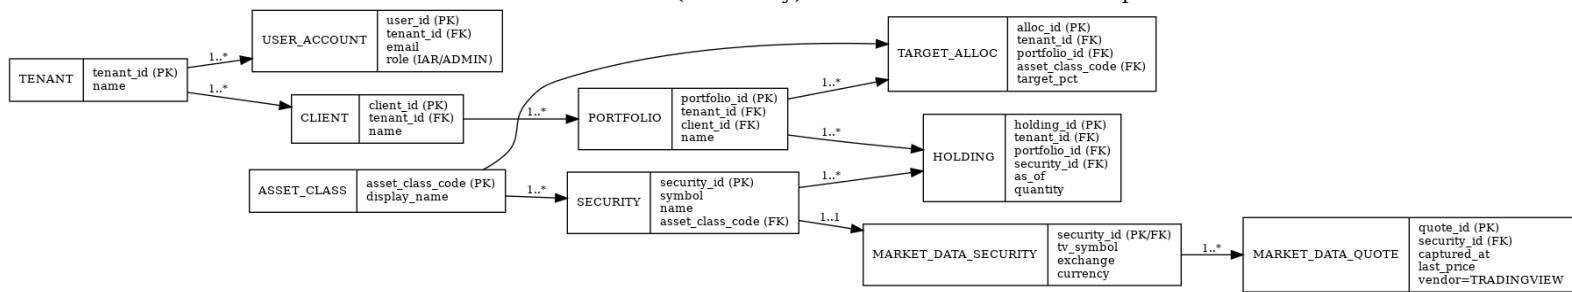 USER_ACCOUNT
user_id (PK)
tenant_id (FK)
email
role (IAR/ADMIN)
TARGET_ALLOC
alloc_id (PK)
tenant_id (FK)
portfolio_id (FK)
asset_class_code (FK)
target_pct
TENANT
tenant_id (PK)
name
1..*
1..*
CLIENT
client_id (PK)
tenant_id (FK)
name
1..*
PORTFOLIO
portfolio_id (PK)
tenant_id (FK)
client_id (FK)
name
1..*
1..*
HOLDING
holding_id (PK)
tenant_id (FK)
portfolio_id (FK)
security_id (FK)
as_of
quantity
ASSET_CLASS
asset_class_code (PK)
display_name
1..*
SECURITY
security_id (PK)
symbol
name
asset_class_code (FK)
1..*
1..1
MARKET_DATA_SECURITY
security_id (PK/FK)
tv_symbol
exchange
currency
1..*
MARKET_DATA_QUOTE
quote_id (PK)
security_id (FK)
captured_at
last_price
vendor=TRADINGVIEW